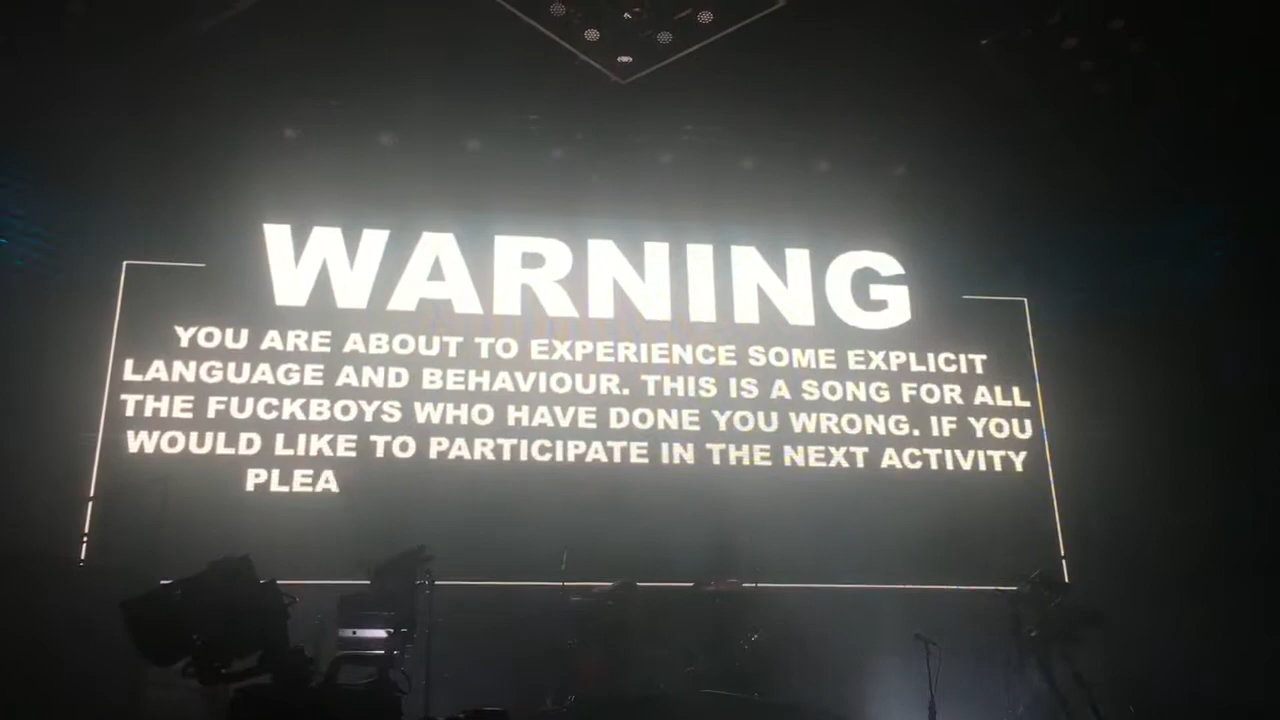 WARNING
YOU ARE ABOUT TO EXPERIENCE SOME EXPLICIT
LANGUAGE AND BEHAVIOUR. THIS IS A SONG FOR ALL
THE FUCKBOYS WHO HAVE DONE YOU WRONG. IF YOU
WOULD LIKE TO PARTICIPATE IN THE NEXT ACTIVITY
PLEA